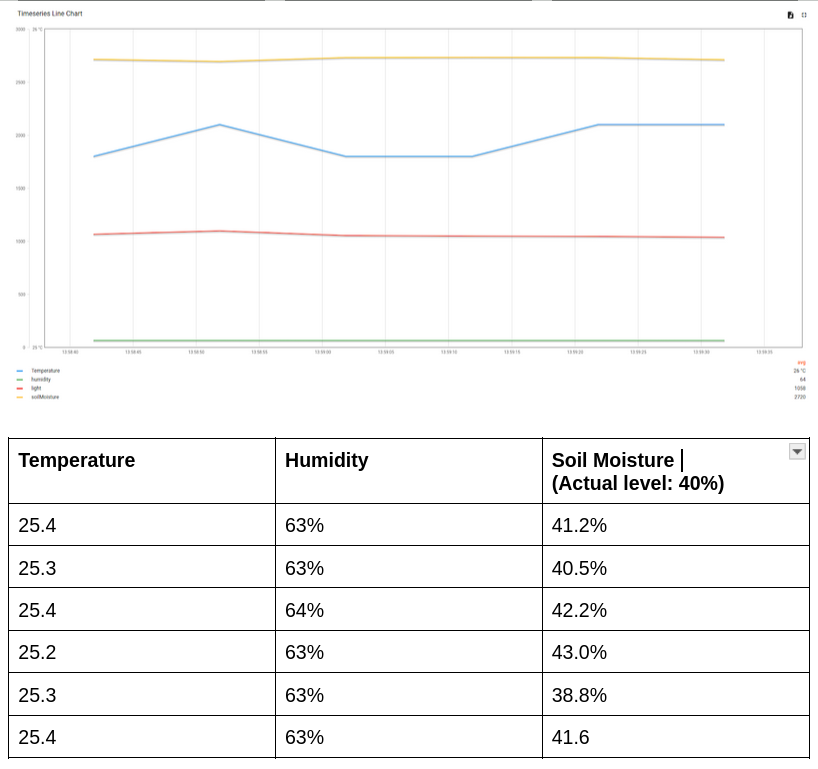 Timeseries Line Chart
3000
2500
2000
1500
1000
500
0
13:58:40 13:58:45 13:58:50 13:58:55 13:59:00 13:59:05 13:59:10 13:59:15 13:59:20 13:59:25 13:59:30 13:59:35
avg
Temperature 26 °C
humidity 64
light 1058
soilMoisture 2720
Temperature Humidity Soil Moisture
(Actual level: 40%)
25.4 63% 41.2%
25.3 63% 40.5%
25.4 64% 42.2%
25.2 63% 43.0%
25.3 63% 38.8%
25.4 63% 41.6